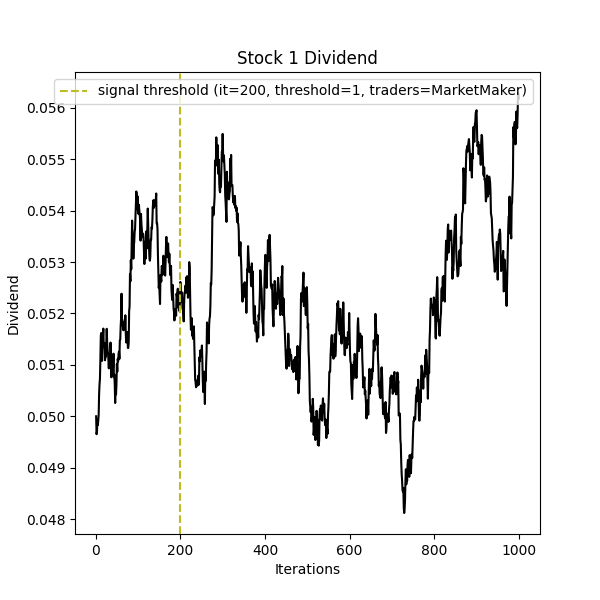 Stock 1 Dividend
signal threshold (it=200, threshold=1, traders=MarketMaker)
0.056
0.055
0.054
0.053
0.052
0.051
0.050
0.049
0.048
Dividend
0 200 400 600 800 1000
Iterations